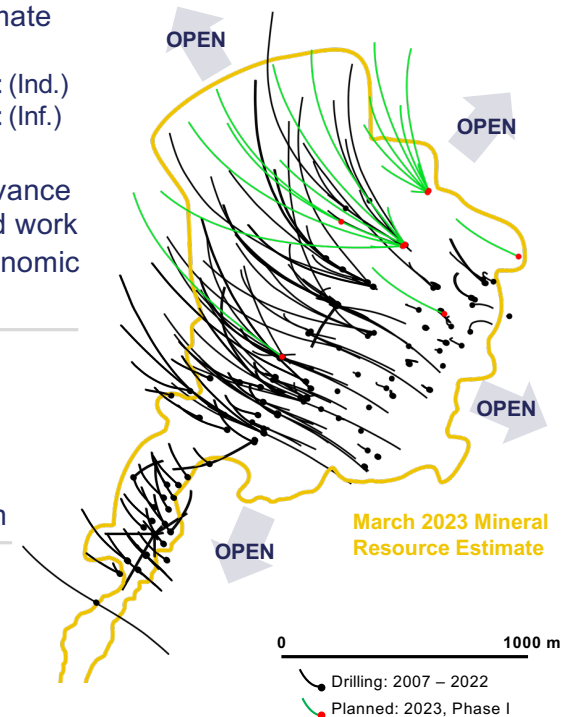 mate
: (Ind.)
: (Inf.)
vance
d work
nomic
n
OPEN
OPEN
OPEN
OPEN
March 2023 Mineral
Resource Estimate
0 1000 m
Drilling: 2007 – 2022
Planned: 2023, Phase I